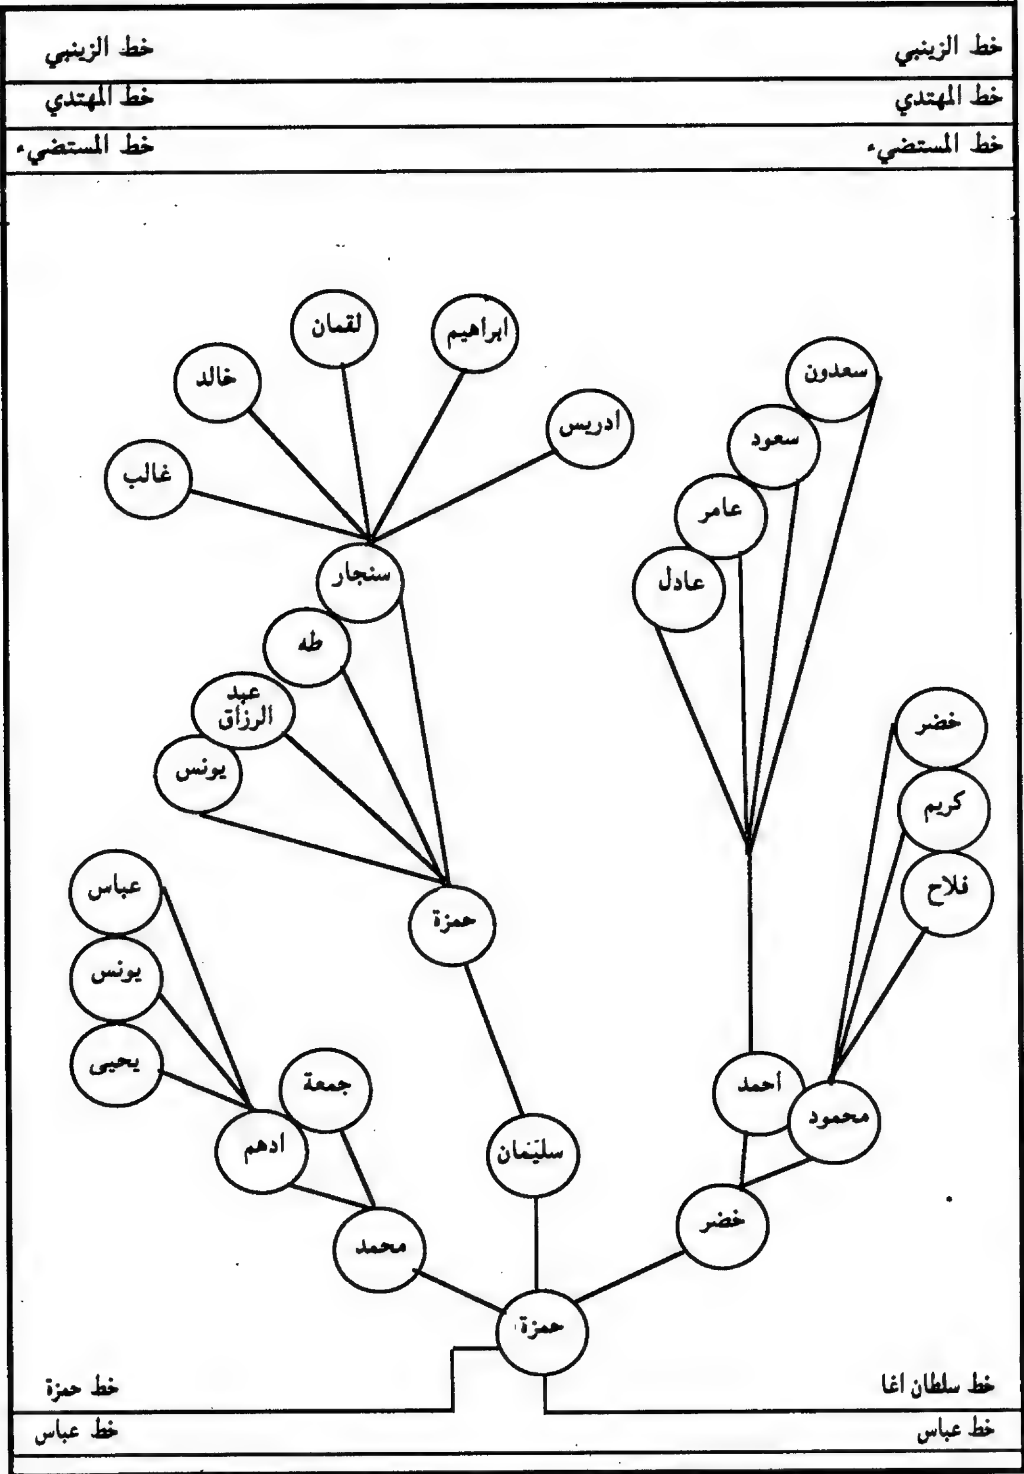 خط الزينبي
خط الزينبي
خط المهتدي
خط المهتدي
خط المستضيء
خط المستضيء
ابراهيم
لقمان
سعدون
خالد
ادريس
سعود
غالب
عامر
سنجار
عادل
طه
عبد
الرزاق
خضر
يونس
كريم
فلاح
عباس
حمزة
يونس
يحيى
جمعة
أحمد
محمود
ادهم
سليمان
خضر
محمد
حمزة
خط سلطان اغا
خط حمزة
خط عباس
خط عباس